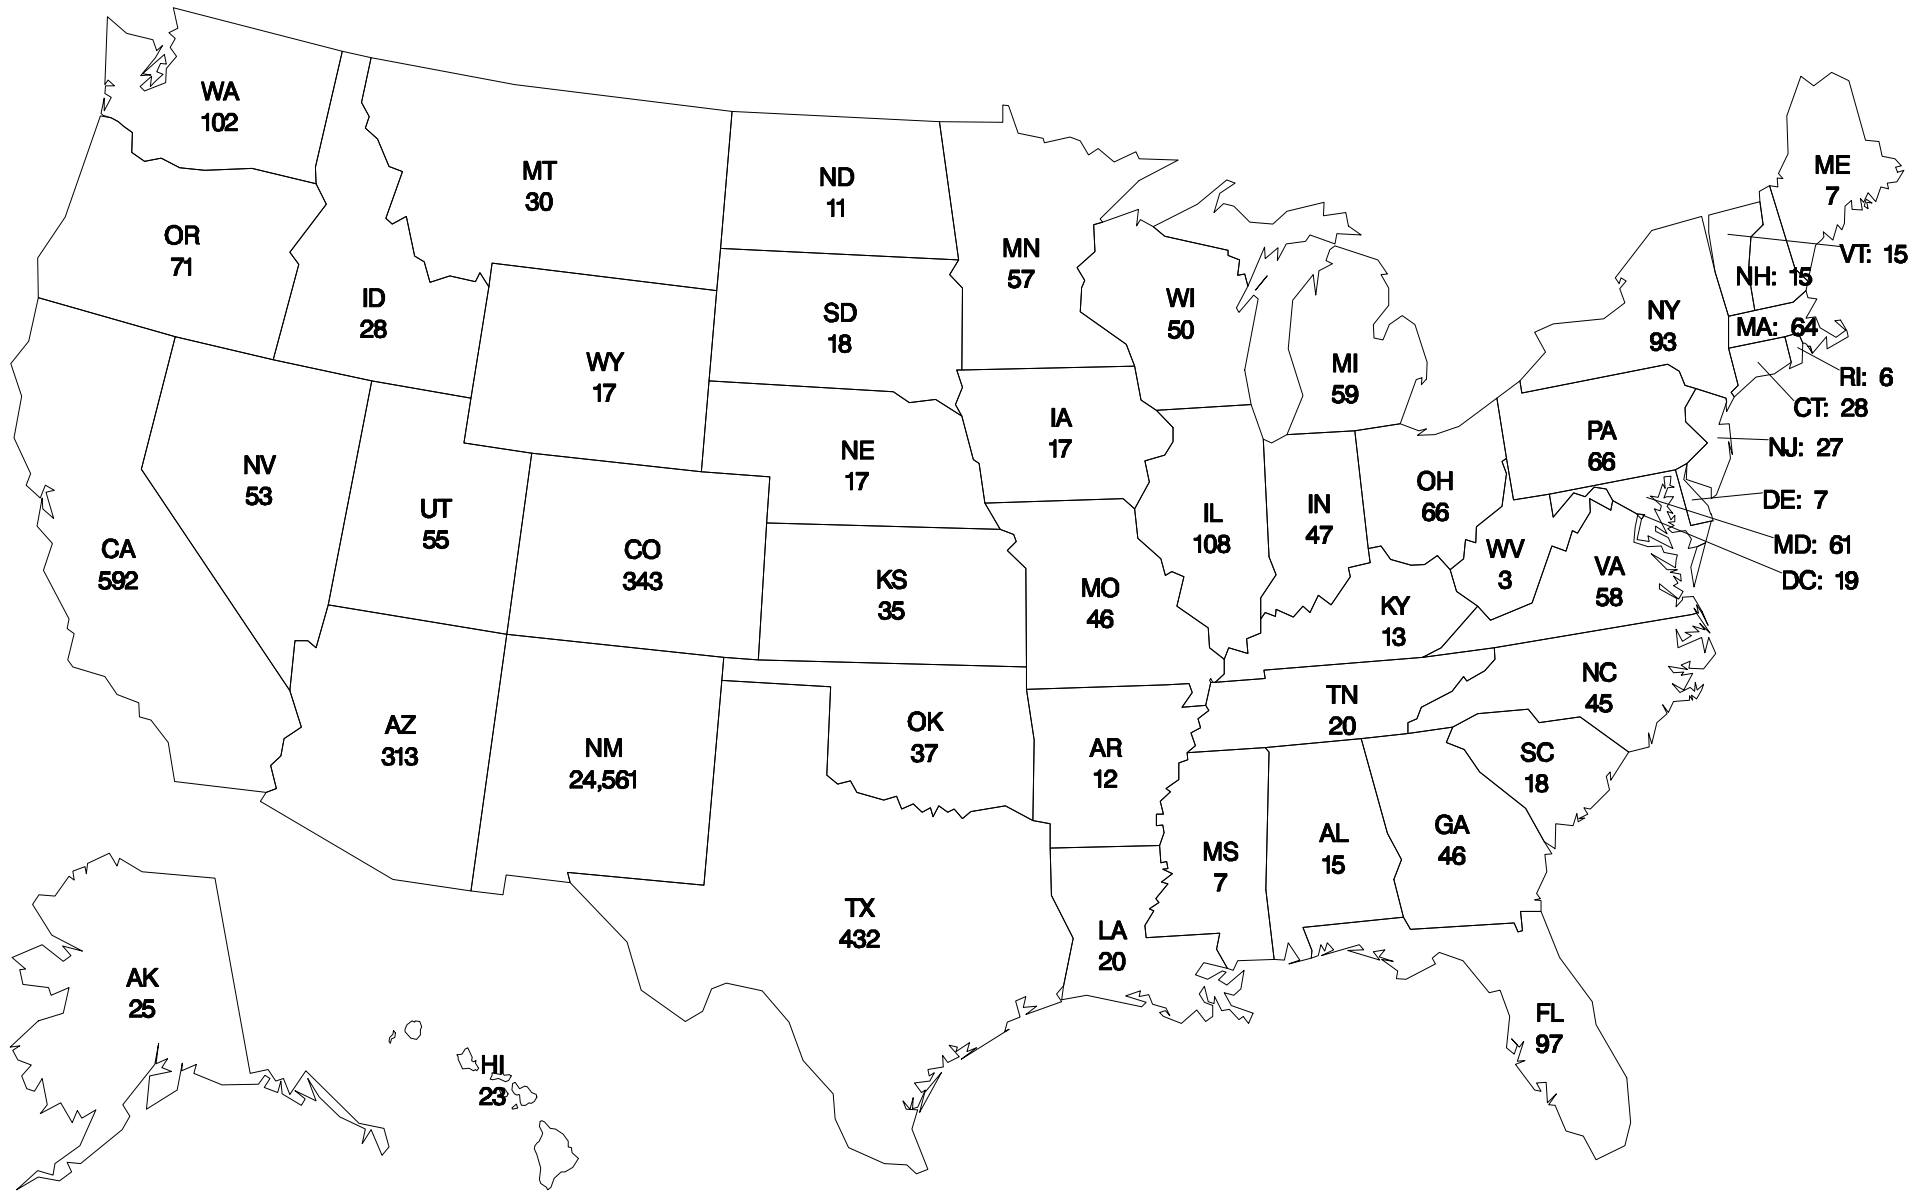 WA
102
MT
30
ND
11
ME
7
OR
71
MN
57
VT: 15
NH: 15
ID
28
WI
50
SD
18
NY
93
MA: 64
WY
17
MI
59
RI: 6
CT: 28
IA
17
PA
66
NJ: 27
NV
53
NE
17
OH
66
UT
55
IL
108
IN
47
DE: 7
CA
592
CO
343
WV
3
MD: 61
VA
58
DC: 19
KS
35
MO
46
KY
13
NC
45
TN
20
AZ
313
NM
24,561
OK
37
AR
12
SC
18
MS
7
AL
15
GA
46
TX
432
LA
20
AK
25
FL
97
HI
23